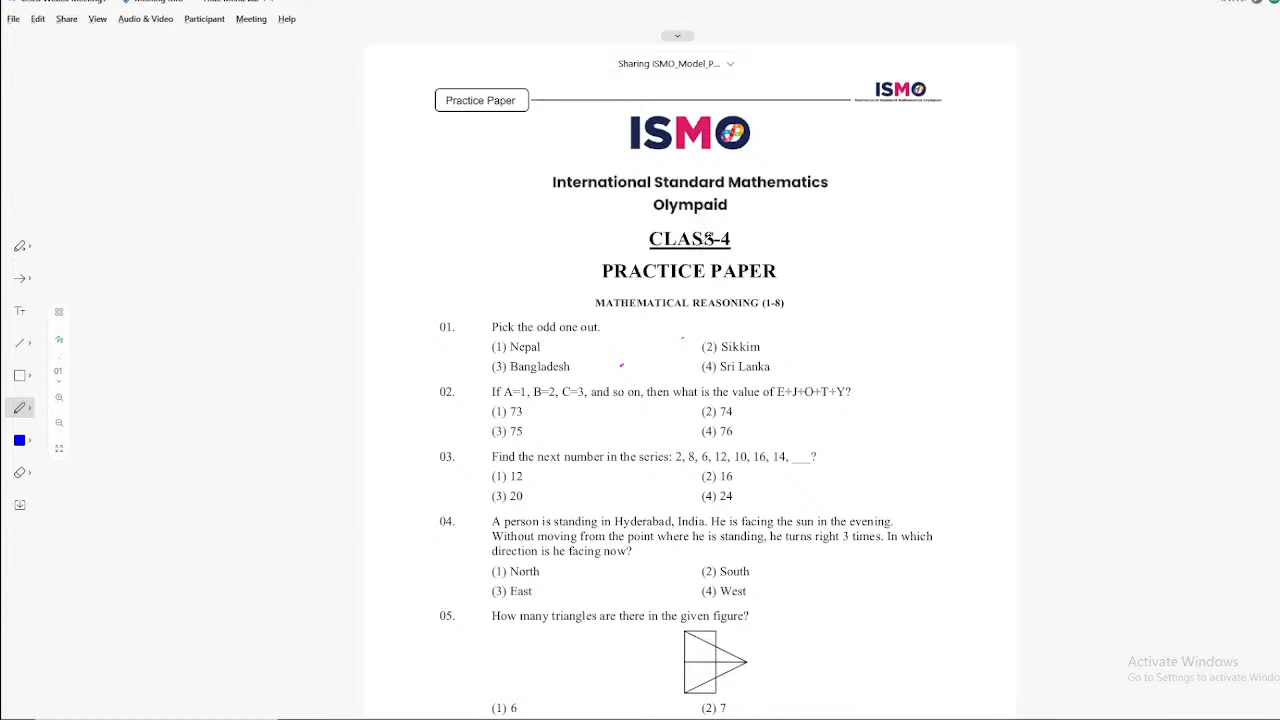 File Edit Share View Audio & Video Participant Meeting Help
Sharing ISMO_Model_P...
Practice Paper
ISMO
ISMO
International Standard Mathematics
Olympaid
CLASS-4
PRACTICE PAPER
MATHEMATICAL REASONING (1-8)
01. Pick the odd one out.
(1) Nepal (2) Sikkim
(3) Bangladesh (4) Sri Lanka
02. If A=1, B=2, C=3, and so on, then what is the value of E+J+O+T+Y?
(1) 73 (2) 74
(3) 75 (4) 76
03. Find the next number in the series: 2, 8, 6, 12, 10, 16, 14, ___?
(1) 12 (2) 16
(3) 20 (4) 24
04. A person is standing in Hyderabad, India. He is facing the sun in the evening.
Without moving from the point where he is standing, he turns right 3 times. In which
direction is he facing now?
(1) North (2) South
(3) East (4) West
05. How many triangles are there in the given figure?
(1) 6 (2) 7
01
Activate Windows
Go to Settings to activate Windo